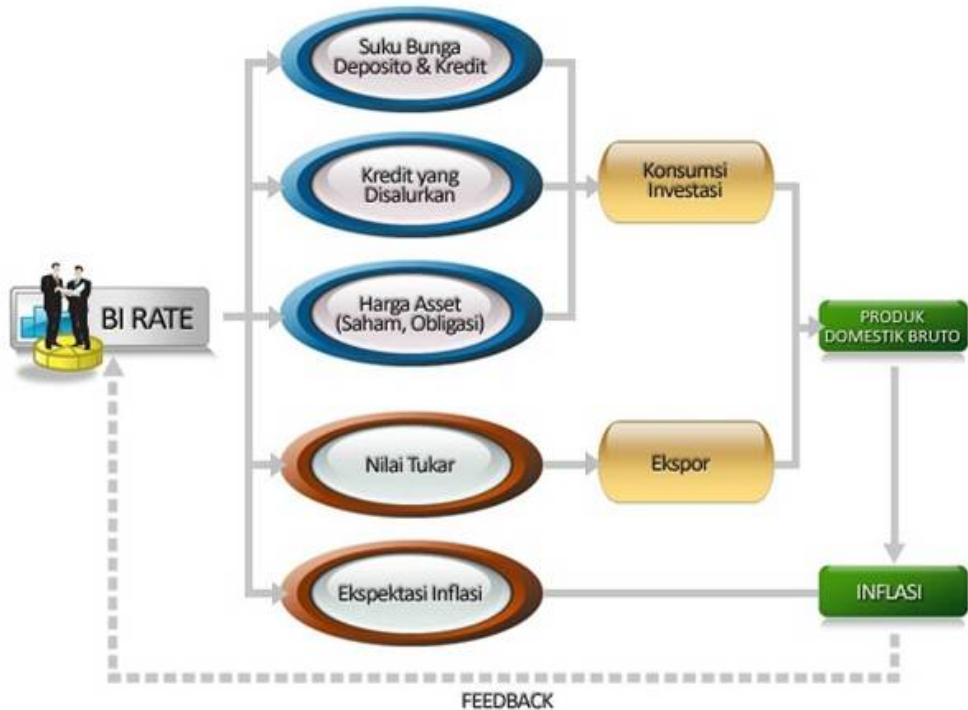 Suku Bunga
Deposito & Kredit
Kredit yang
Disalurkan
Konsumsi
Investasi
BI RATE
Harga Asset
(Saham, Obligasi)
PRODUK
DOMESTIK BRUTO
Nilai Tukar
Ekspor
Ekspektasi Inflasi
INFLASI
FEEDBACK